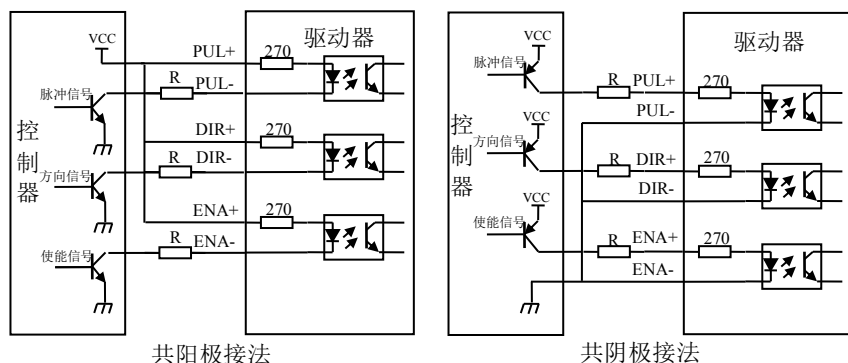 VCC
PUL+
270
驱动器
脉冲信号
R
PUL-
控制器
DIR+
270
方向信号
R
DIR-
ENA+
270
使能信号
R
ENA-
共阳极接法
VCC
驱动器
脉冲信号
R
PUL+
270
PUL-
控制器
VCC
方向信号
R
DIR+
270
DIR-
VCC
使能信号
R
ENA+
270
ENA-
共阴极接法